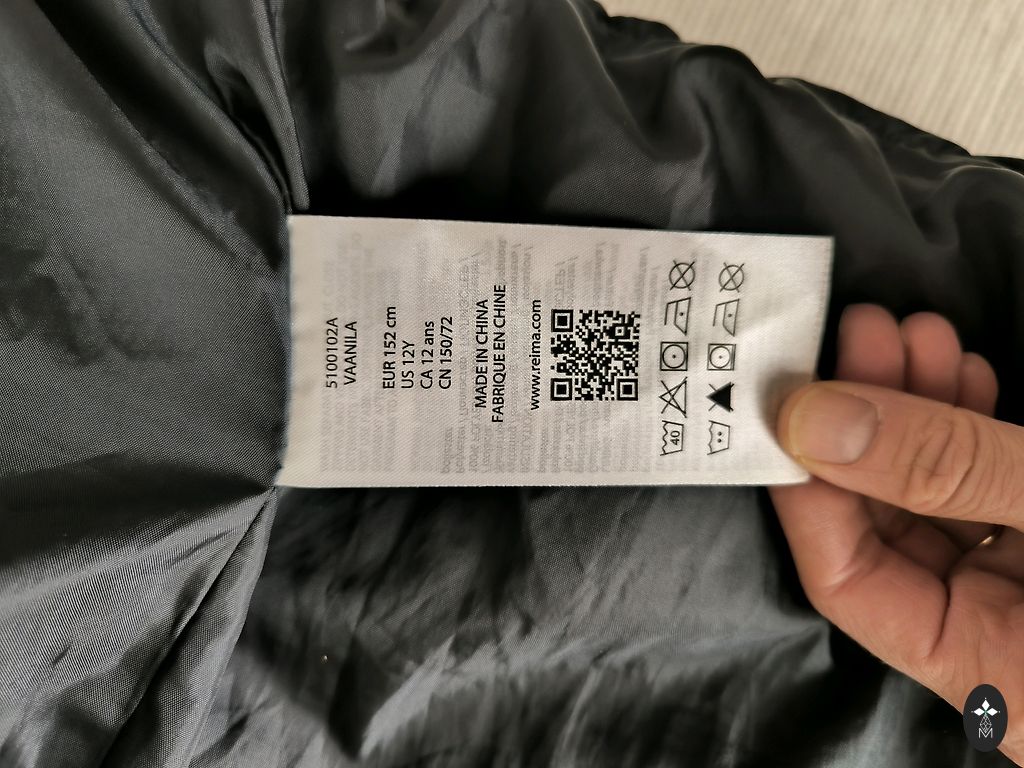 5100102A
VAANILA
EUR 152 cm
US 12Y
CA 12 ans
CN 150/72
MADE IN CHINA
FABRIQUE EN CHINE
www.reima.com
40